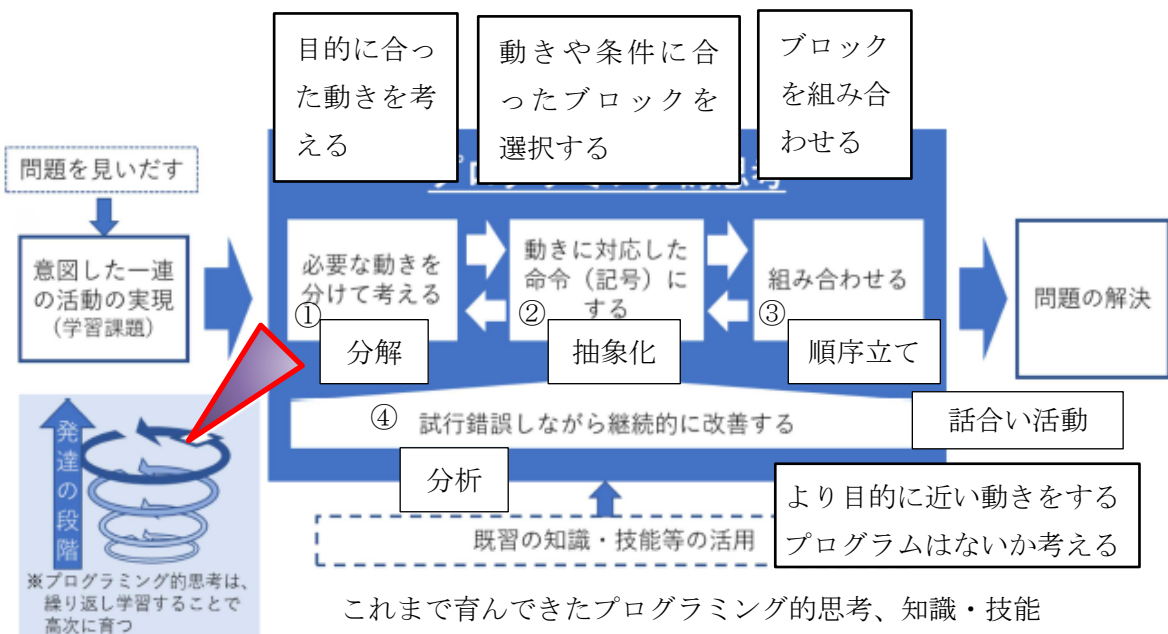 目的に合っ
た動きを考
える
動きや条件に合
ったブロックを
選択する
ブロック
を組み合
わせる
問題を見いだす
意図した一連
の活動の実現
(学習課題)
必要な動きを
分けて考える
①
分解
動きに対応した
命令（記号）に
する
②
抽象化
組み合わせる
③
順序立て
問題の解決
④ 試行錯誤しながら継続的に改善する
分析
話合い活動
より目的に近い動きをする
プログラムはないか考える
既習の知識・技能等の活用
発達の段階
※プログラミング的思考は、
繰り返し学習することで
高次に育つ
これまで育んできたプログラミング的思考、知識・技能